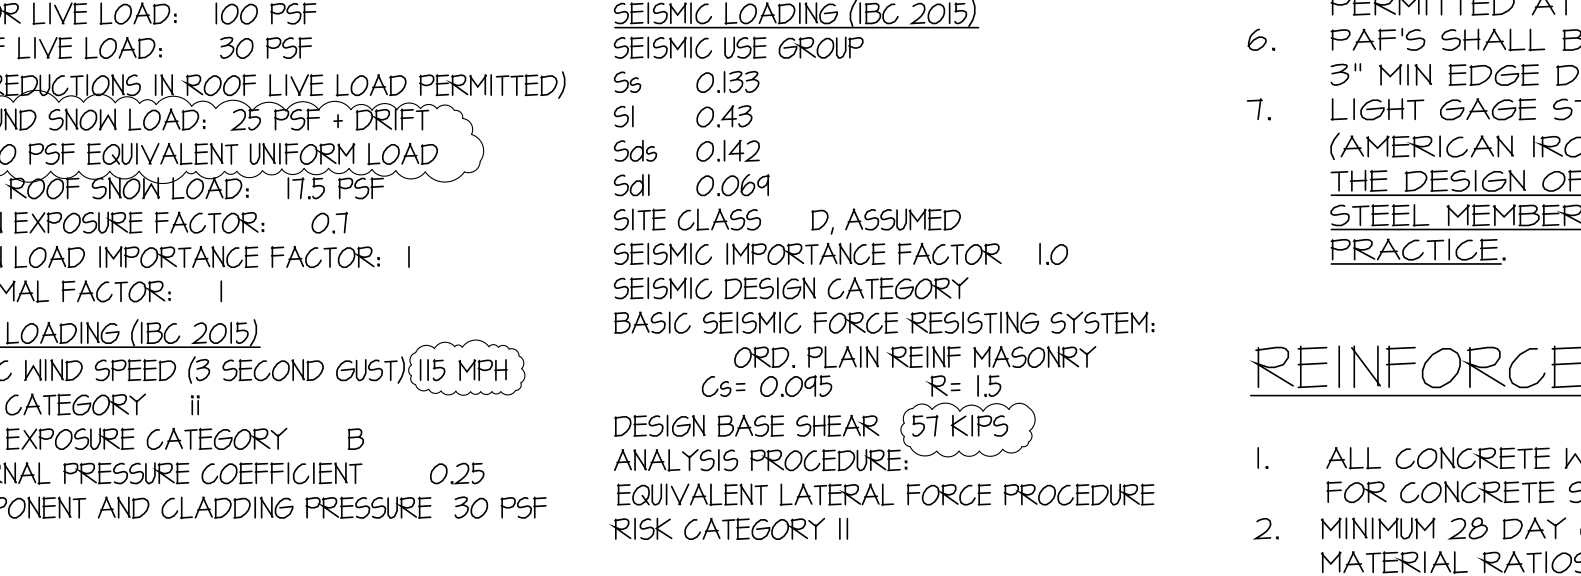 OR LIVE LOAD: 100 PSF
F LIVE LOAD: 30 PSF
REDUCTIONS IN ROOF LIVE LOAD PERMITTED)
UND SNOW LOAD: 25 PSF + DRIFT
0 PSF EQUIVALENT UNIFORM LOAD
ROOF SNOW LOAD: 17.5 PSF
EXPOSURE FACTOR: 0.7
LOAD IMPORTANCE FACTOR: 1
MAL FACTOR: 1
LOADING (IBC 2015)
C WIND SPEED (3 SECOND GUST) 115 MPH
CATEGORY ii
EXPOSURE CATEGORY B
RNAL PRESSURE COEFFICIENT 0.25
PONENT AND CLADDING PRESSURE 30 PSF
SEISMIC LOADING (IBC 2015)
SEISMIC USE GROUP
Ss 0.133
S1 0.43
Sds 0.142
Sd1 0.069
SITE CLASS D, ASSUMED
SEISMIC IMPORTANCE FACTOR 1.0
SEISMIC DESIGN CATEGORY
BASIC SEISMIC FORCE RESISTING SYSTEM:
ORD. PLAIN REINF MASONRY
Cs= 0.095 R= 1.5
DESIGN BASE SHEAR 57 KIPS
ANALYSIS PROCEDURE:
EQUIVALENT LATERAL FORCE PROCEDURE
RISK CATEGORY II
PERMITTED AT
6. PAF'S SHALL B
3" MIN EDGE D
7. LIGHT GAGE ST
(AMERICAN IRO
THE DESIGN OF
STEEL MEMBER
PRACTICE.
REINFORCE
1. ALL CONCRETE W
FOR CONCRETE S
2. MINIMUM 28 DAY
MATERIAL RATIOS